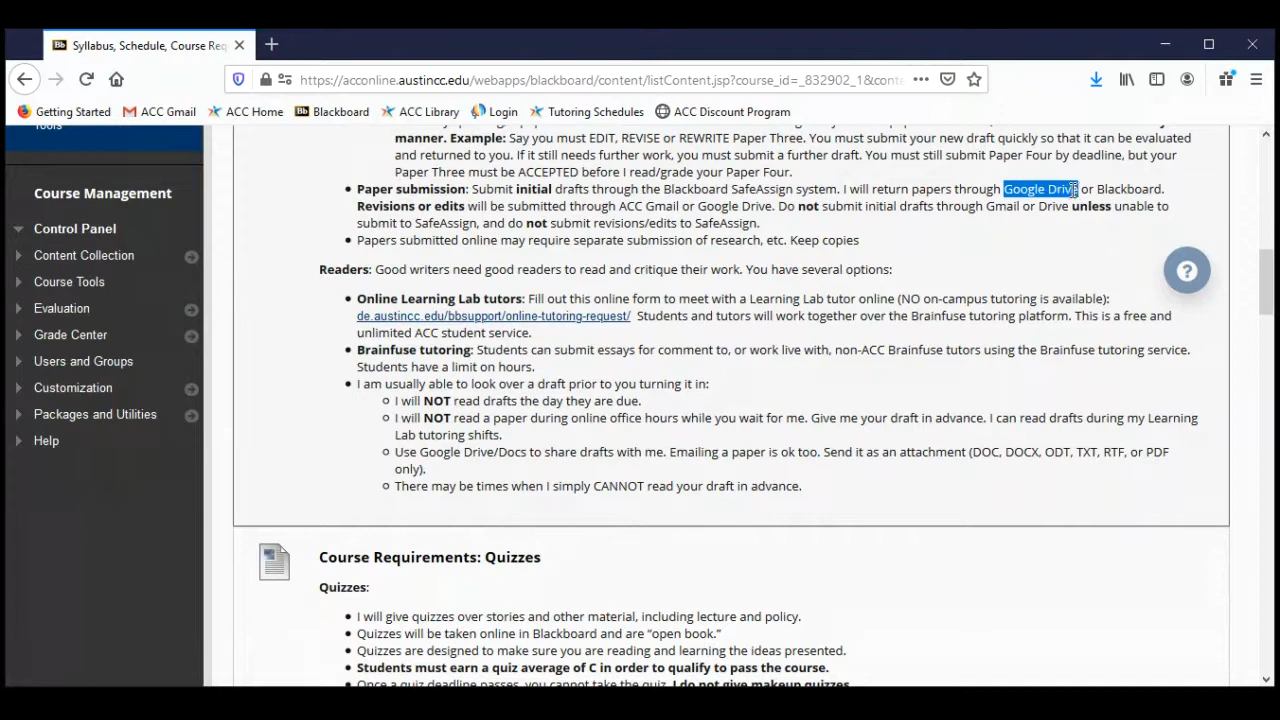 Syllabus, Schedule, Course Req
https://acconline.austincc.edu/webapps/blackboard/content/listContent.jsp?course_id=_832902_1&conte
Getting Started ACC Gmail ACC Home Blackboard ACC Library Login Tutoring Schedules ACC Discount Program
Tools
Course Management
Control Panel
Content Collection
Course Tools
Evaluation
Grade Center
Users and Groups
Customization
Packages and Utilities
Help
manner. Example: Say you must EDIT, REVISE or REWRITE Paper Three. You must submit your new draft quickly so that it can be evaluated
and returned to you. If it still needs further work, you must submit a further draft. You must still submit Paper Four by deadline, but your
Paper Three must be ACCEPTED before I read/grade your Paper Four.
• Paper submission: Submit initial drafts through the Blackboard SafeAssign system. I will return papers through Google Drive or Blackboard.
Revisions or edits will be submitted through ACC Gmail or Google Drive. Do not submit initial drafts through Gmail or Drive unless unable to
submit to SafeAssign, and do not submit revisions/edits to SafeAssign.
• Papers submitted online may require separate submission of research, etc. Keep copies
Readers: Good writers need good readers to read and critique their work. You have several options:
• Online Learning Lab tutors: Fill out this online form to meet with a Learning Lab tutor online (NO on-campus tutoring is available):
de.austincc.edu/bbsupport/online-tutoring-request/ Students and tutors will work together over the Brainfuse tutoring platform. This is a free and
unlimited ACC student service.
• Brainfuse tutoring: Students can submit essays for comment to, or work live with, non-ACC Brainfuse tutors using the Brainfuse tutoring service.
Students have a limit on hours.
• I am usually able to look over a draft prior to you turning it in:
I will NOT read drafts the day they are due.
I will NOT read a paper during online office hours while you wait for me. Give me your draft in advance. I can read drafts during my Learning
Lab tutoring shifts.
Use Google Drive/Docs to share drafts with me. Emailing a paper is ok too. Send it as an attachment (DOC, DOCX, ODT, TXT, RTF, or PDF
only).
There may be times when I simply CANNOT read your draft in advance.
Course Requirements: Quizzes
Quizzes:
• I will give quizzes over stories and other material, including lecture and policy.
• Quizzes will be taken online in Blackboard and are “open book.”
• Quizzes are designed to make sure you are reading and learning the ideas presented.
• Students must earn a quiz average of C in order to qualify to pass the course.
• Once a quiz deadline passes, you cannot take the quiz. I do not give makeup quizzes